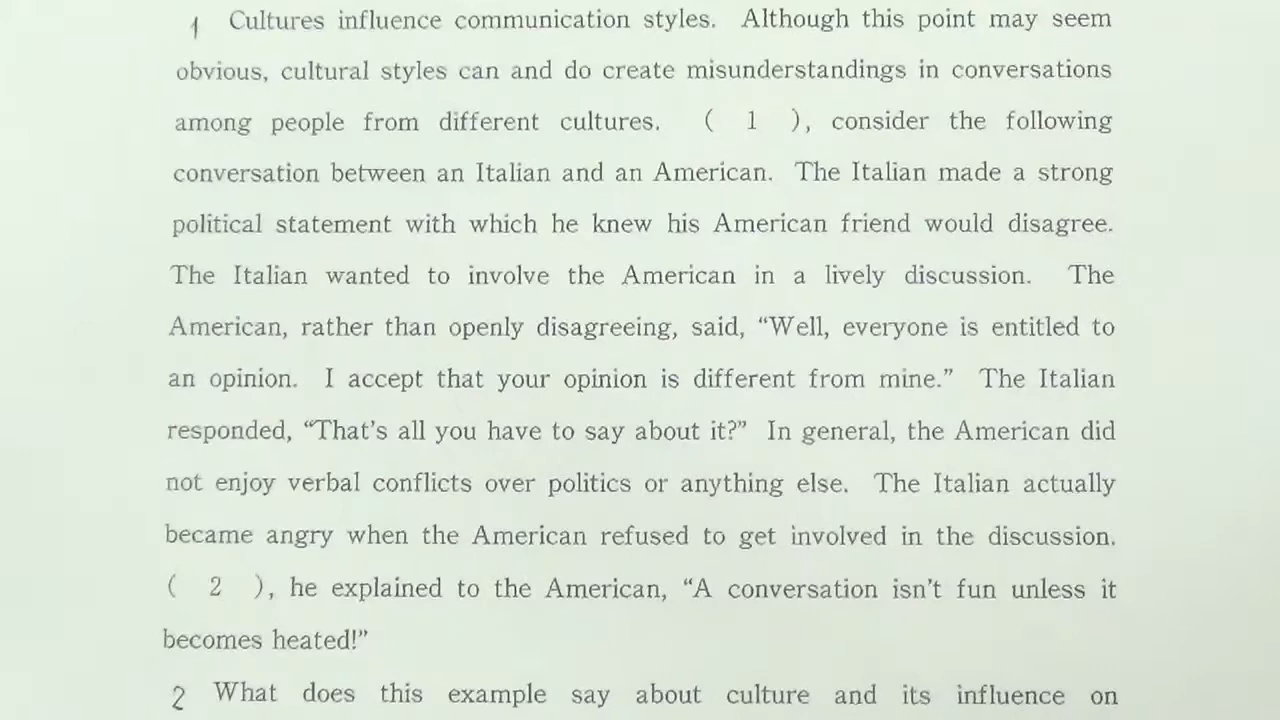 1 Cultures influence communication styles. Although this point may seem
obvious, cultural styles can and do create misunderstandings in conversations
among people from different cultures. ( 1 ), consider the following
conversation between an Italian and an American. The Italian made a strong
political statement with which he knew his American friend would disagree.
The Italian wanted to involve the American in a lively discussion. The
American, rather than openly disagreeing, said, “Well, everyone is entitled to
an opinion. I accept that your opinion is different from mine.” The Italian
responded, “That’s all you have to say about it?” In general, the American did
not enjoy verbal conflicts over politics or anything else. The Italian actually
became angry when the American refused to get involved in the discussion.
( 2 ), he explained to the American, “A conversation isn’t fun unless it
becomes heated!”
2 What does this example say about culture and its influence on